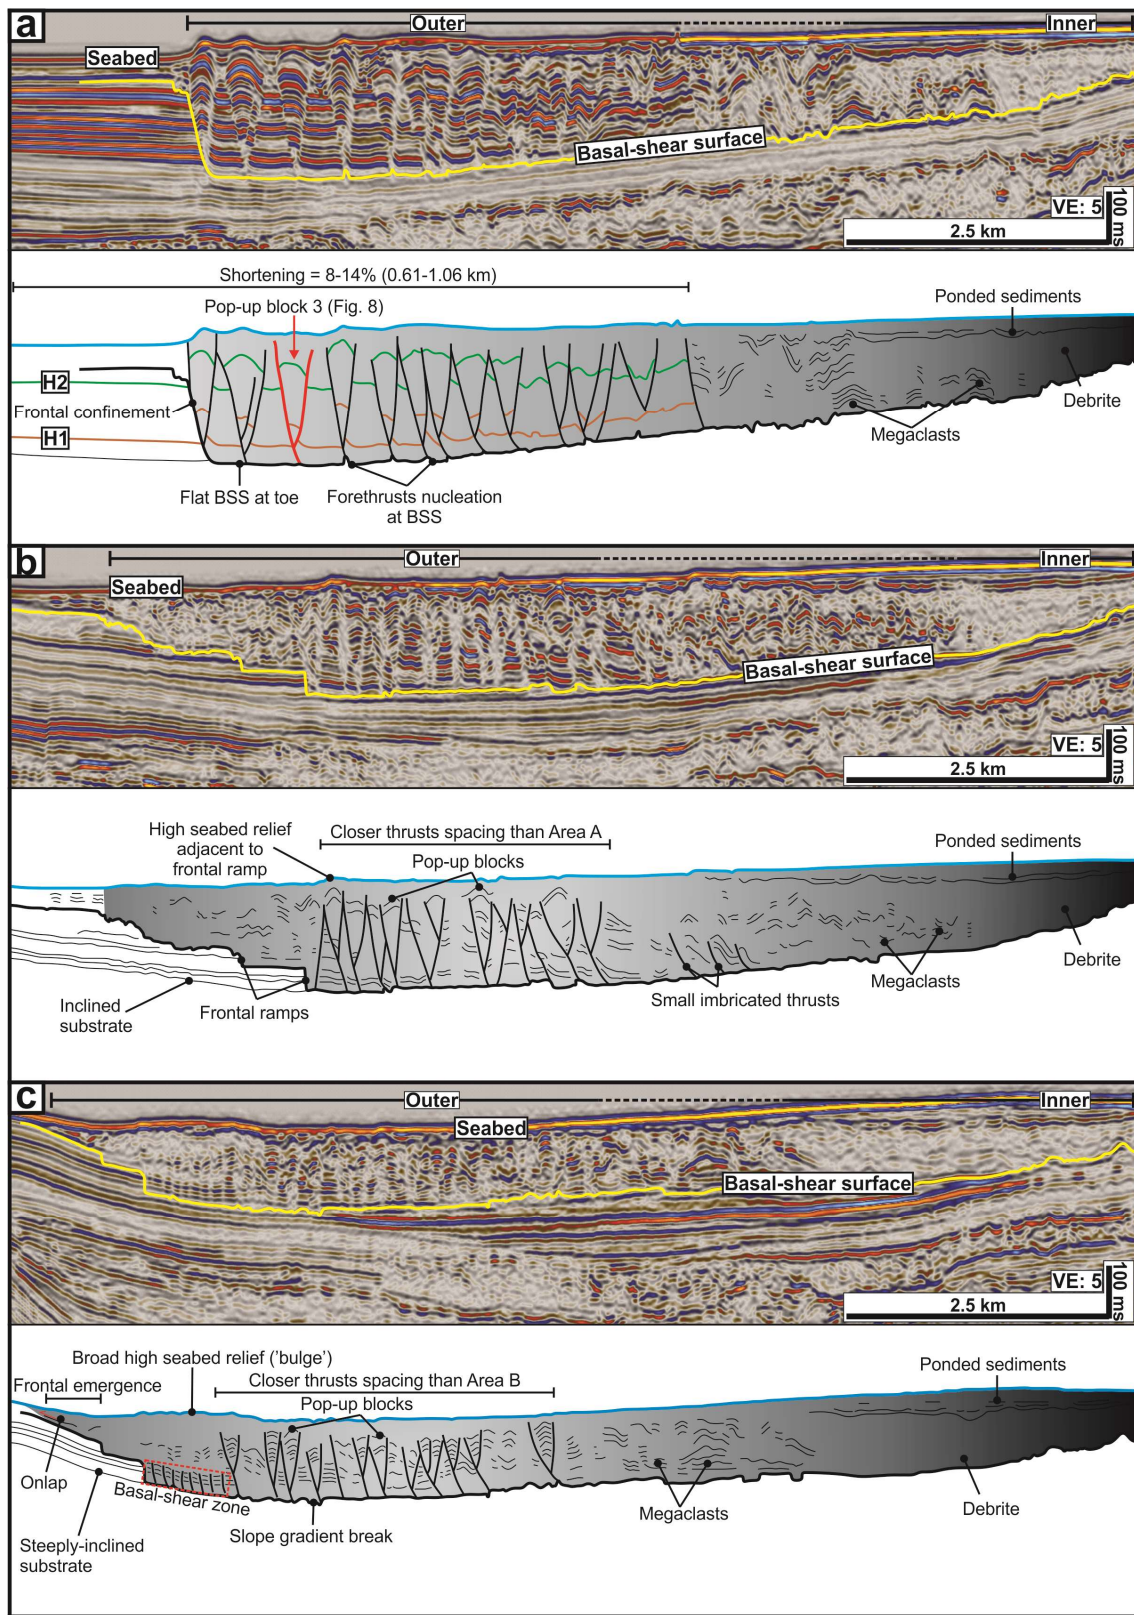 a
Outer
Inner
Seabed
Basal-shear surface
VE: 5
100 ms
2.5 km
Shortening = 8-14% (0.61-1.06 km)
Pop-up block 3 (Fig. 8)
Ponded sediments
H2
Frontal confinement
H1
Debrite
Megaclasts
Flat BSS at toe
Forethrusts nucleation
at BSS
b
Outer
Inner
Seabed
Basal-shear surface
VE: 5
100 ms
2.5 km
High seabed relief
adjacent to
frontal ramp
Closer thrusts spacing than Area A
Pop-up blocks
Ponded sediments
Debrite
Megaclasts
Small imbricated thrusts
Inclined
substrate
Frontal ramps
c
Outer
Inner
Seabed
Basal-shear surface
VE: 5
100 ms
2.5 km
Broad high seabed relief ('bulge')
Frontal emergence
Closer thrusts spacing than Area B
Pop-up blocks
Ponded sediments
Onlap
Basal-shear zone
Megaclasts
Debrite
Slope gradient break
Steeply-inclined
substrate